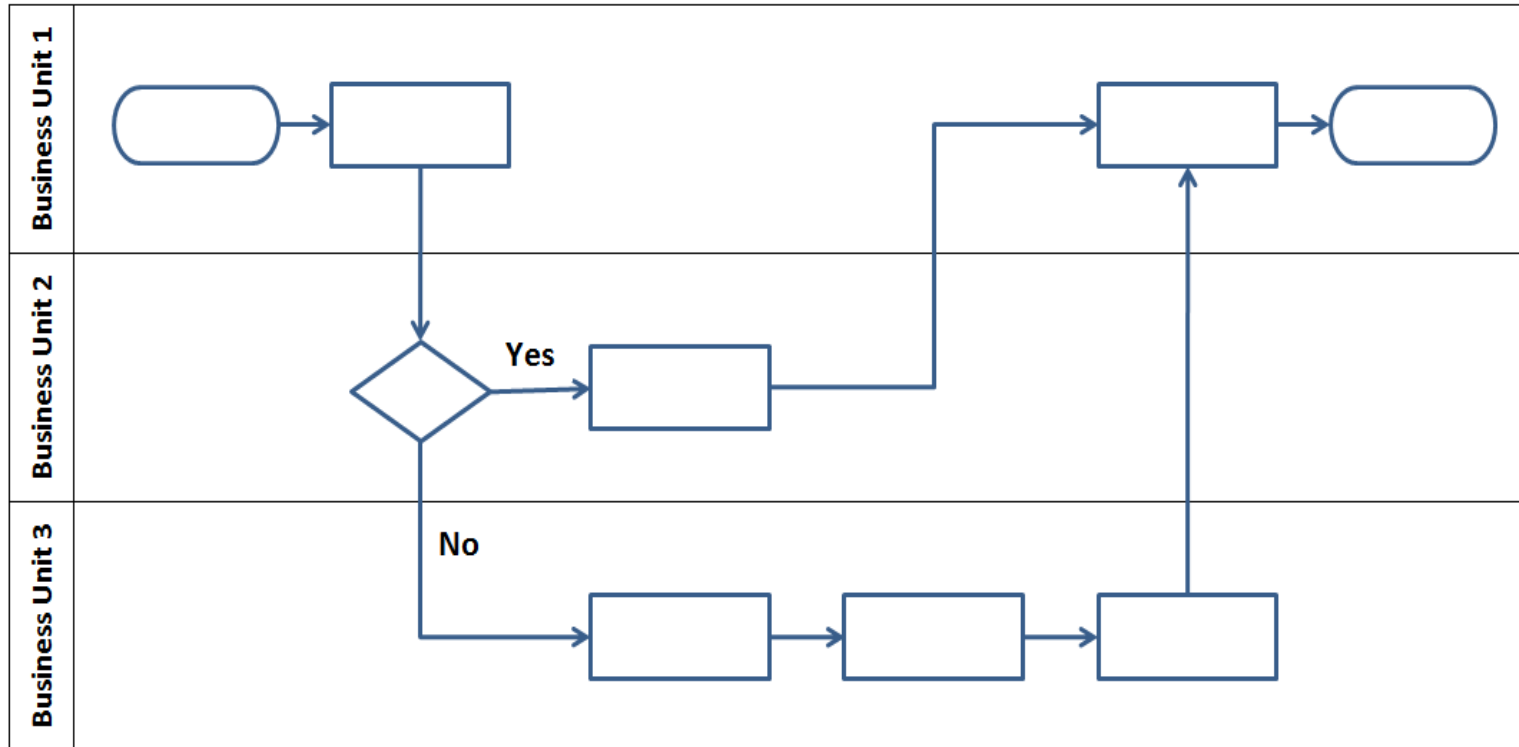 Business Unit 1
Business Unit 2
Yes
Business Unit 3
No